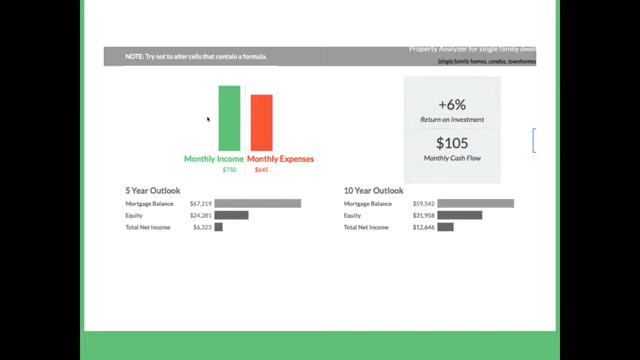 Property Analyzer for single family dwel
NOTE: Try not to alter cells that contain a formula.
(single family homes, condos, townhomes
+6%
Return on Investment
$105
Monthly Cash Flow
Monthly Income Monthly Expenses
$750 $645
5 Year Outlook
Mortgage Balance $67,219
Equity $24,281
Total Net Income $6,323
10 Year Outlook
Mortgage Balance $59,542
Equity $31,958
Total Net Income $12,646